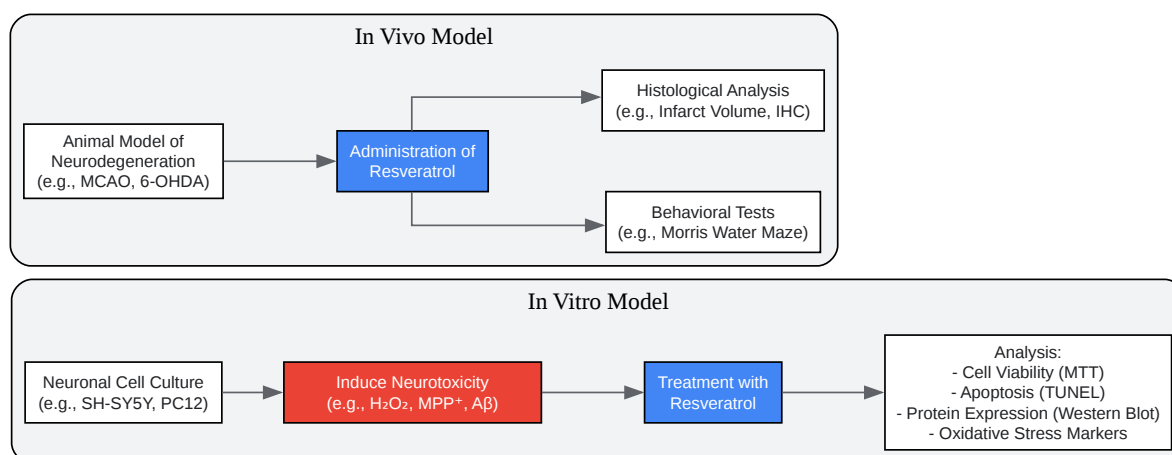 In Vivo Model
Animal Model of
Neurodegeneration
(e.g., MCAO, 6-OHDA)
Administration of
Resveratrol
Histological Analysis
(e.g., Infarct Volume, IHC)
Behavioral Tests
(e.g., Morris Water Maze)
In Vitro Model
Neuronal Cell Culture
(e.g., SH-SY5Y, PC12)
Induce Neurotoxicity
(e.g., H₂O₂, MPP⁺, Aβ)
Treatment with
Resveratrol
Analysis:
- Cell Viability (MTT)
- Apoptosis (TUNEL)
- Protein Expression (Western Blot)
- Oxidative Stress Markers